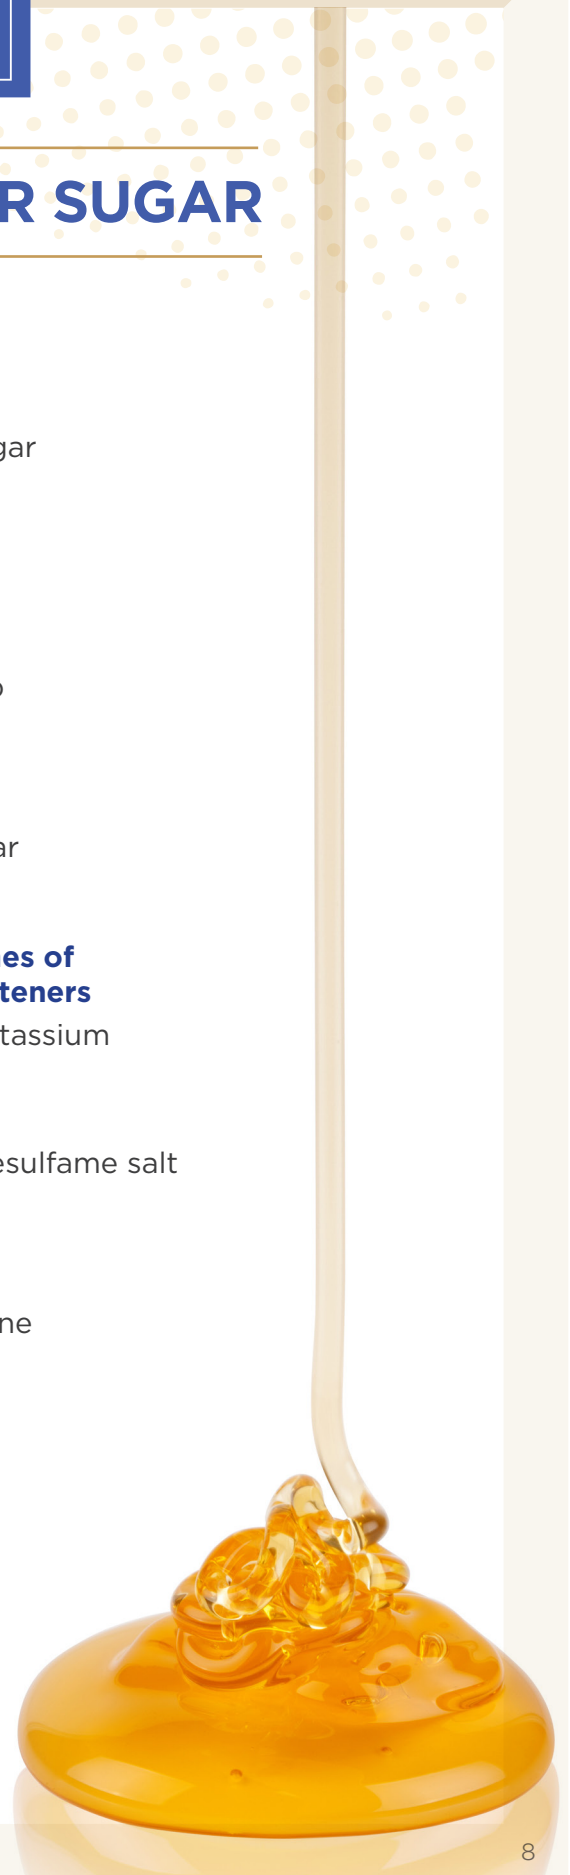 R SUGAR
gar
o
ar
es of
teners
tassium
esulfame salt
ne
8